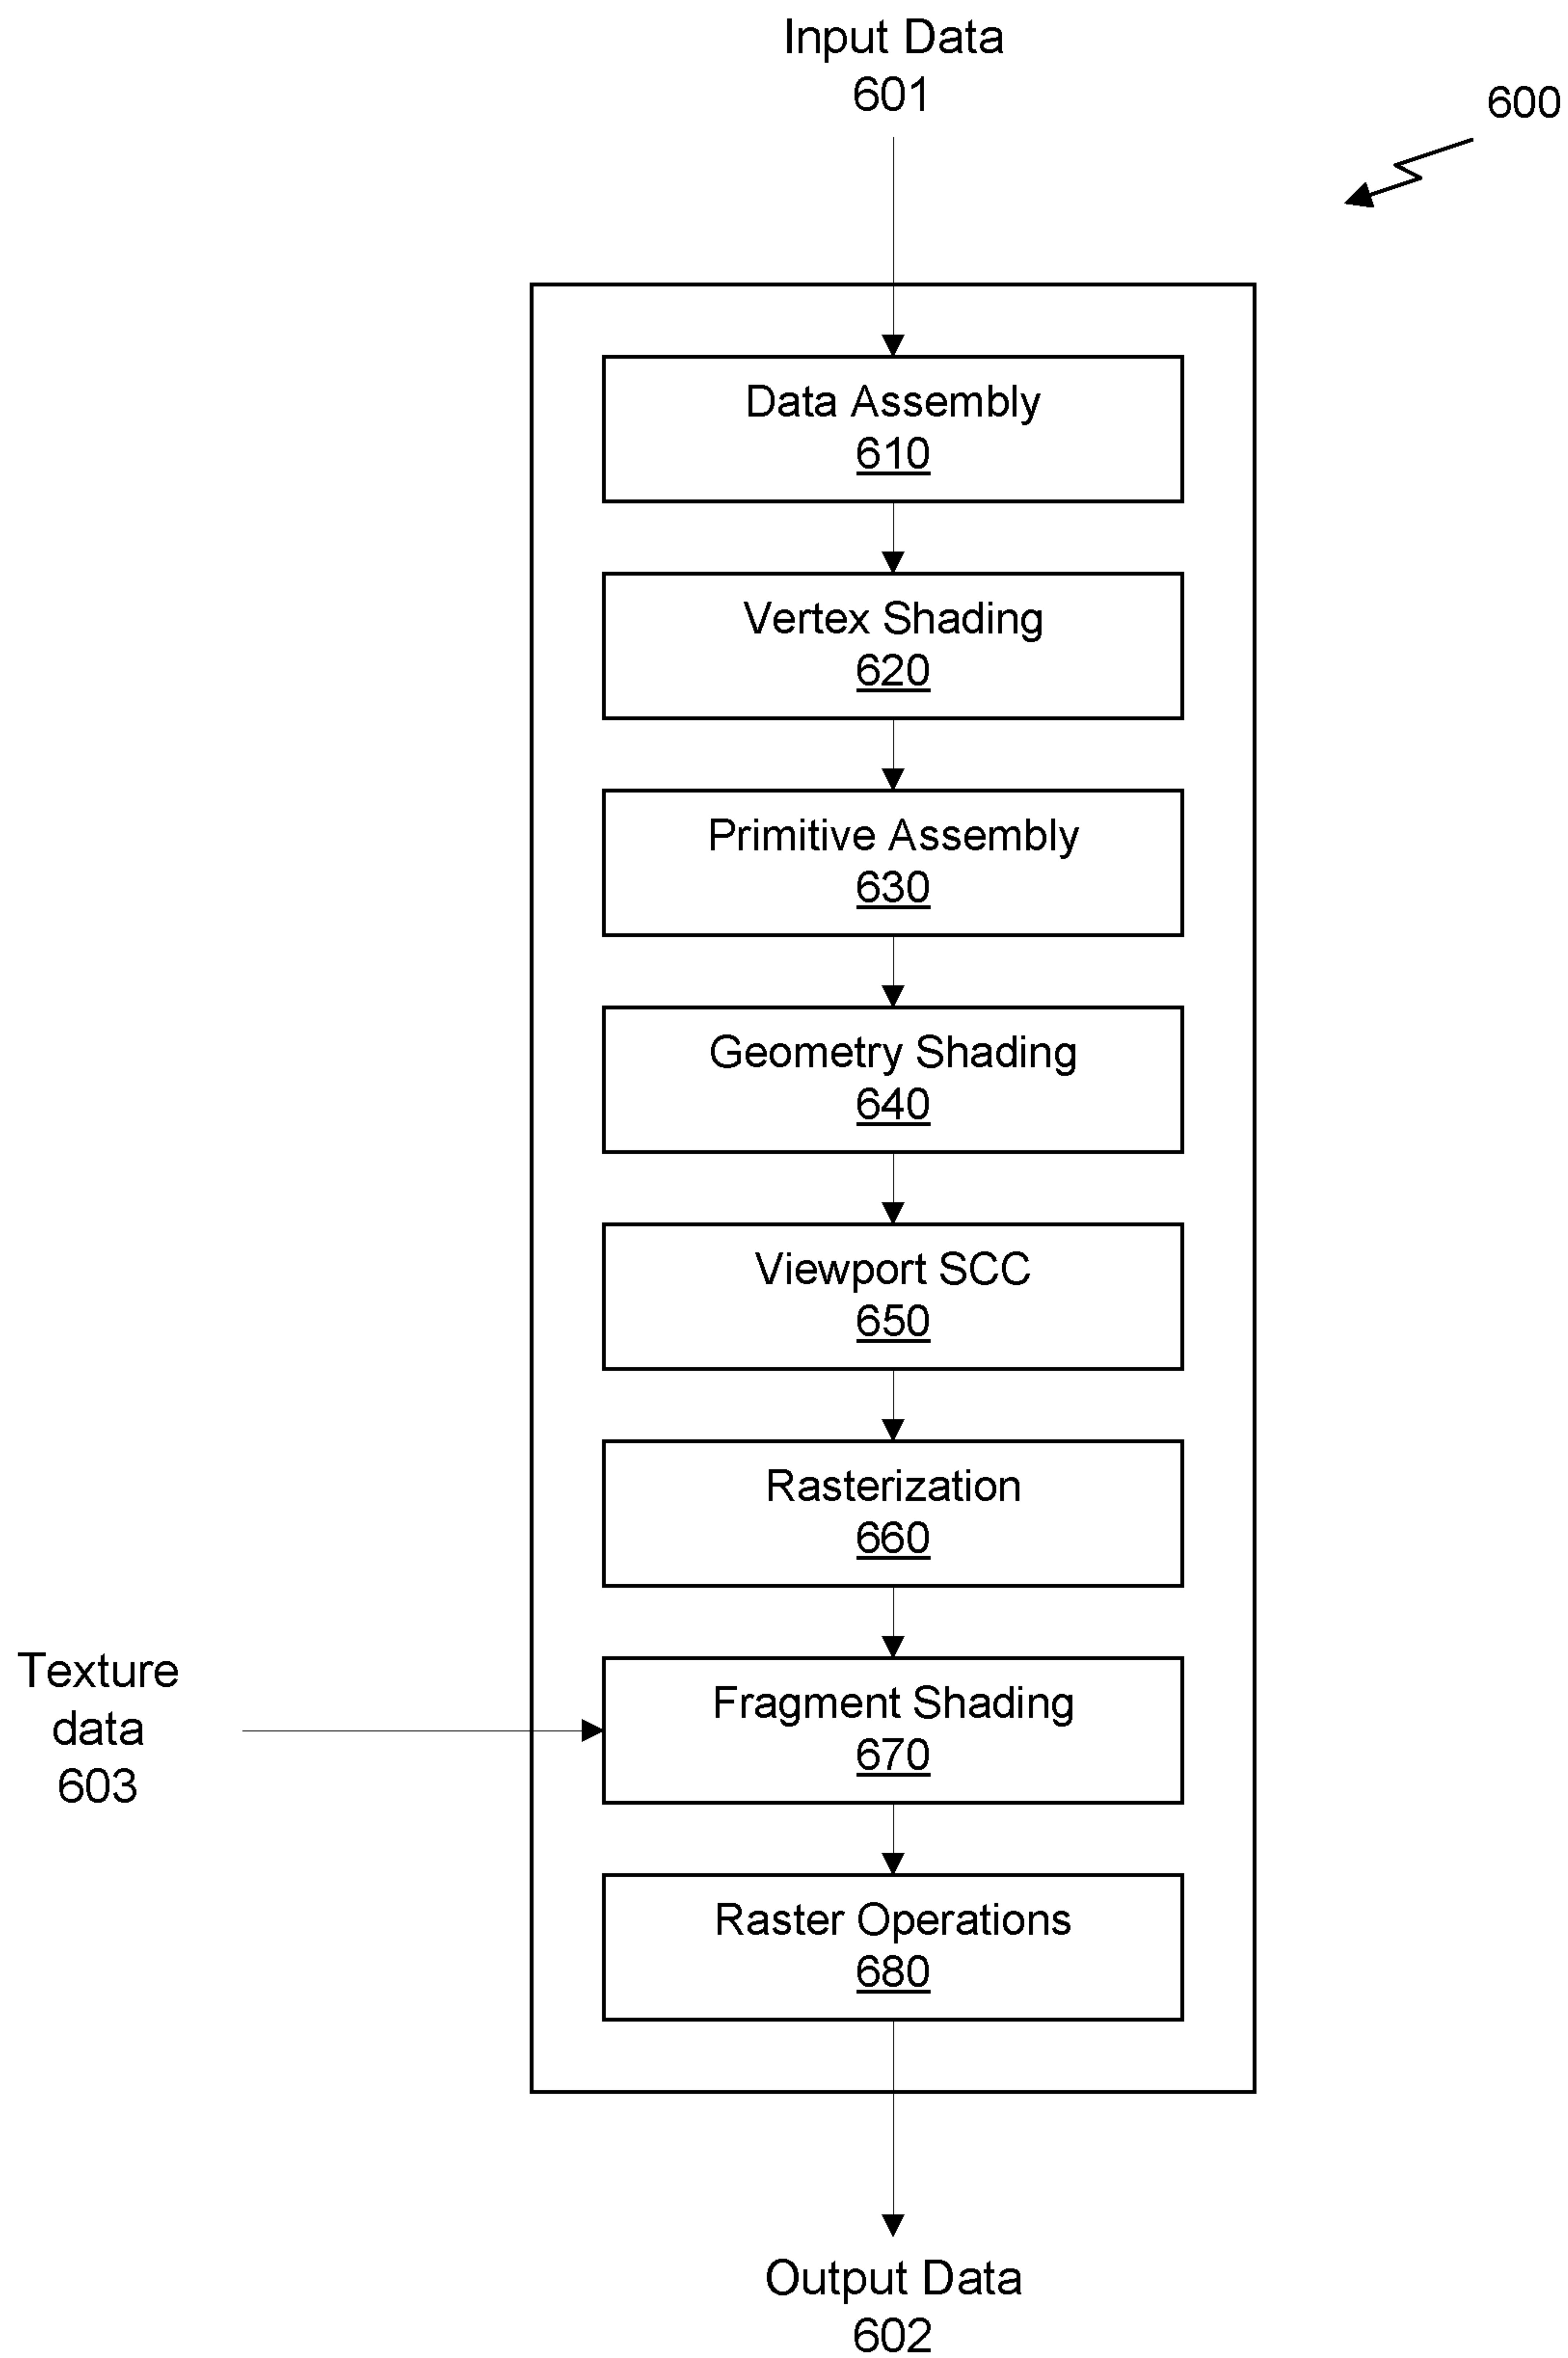 Input Data
601
600
Data Assembly
610
Vertex Shading
620
Primitive Assembly
630
Geometry Shading
640
Viewport SCC
650
Rasterization
660
Texture
data
603
Fragment Shading
670
Raster Operations
680
Output Data
602